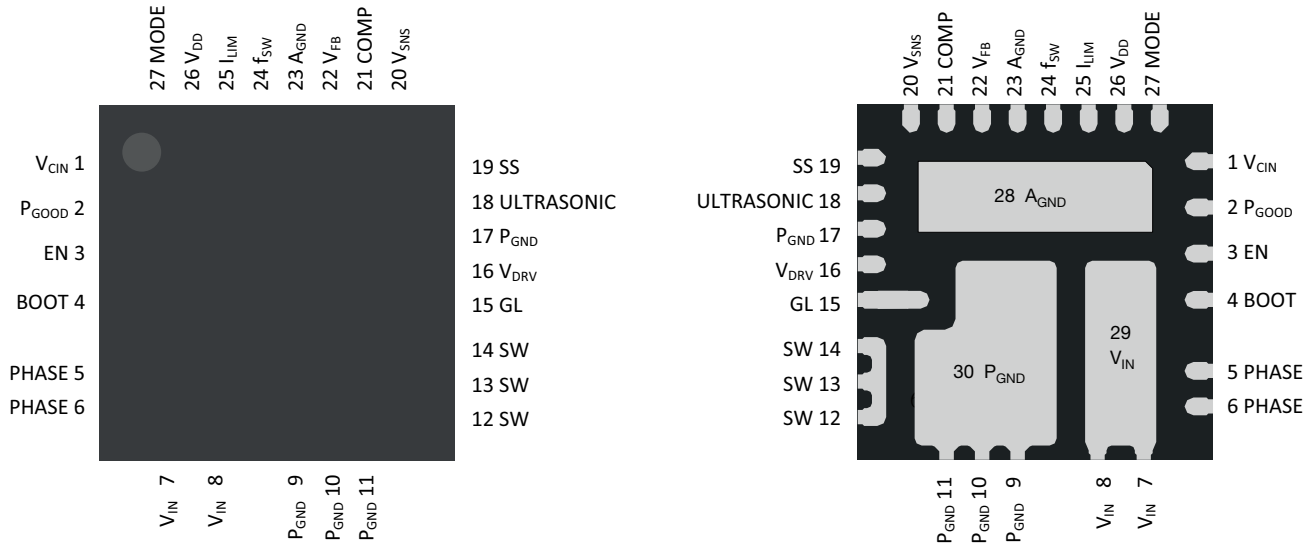 27 MODE
26 VDD
25 ILIM
24 fSW
23 AGND
22 VFB
21 COMP
20 VSNS
VCIN 1
PGOOD 2
EN 3
BOOT 4
PHASE 5
PHASE 6
19 SS
18 ULTRASONIC
17 PGND
16 VDRV
15 GL
14 SW
13 SW
12 SW
VIN 7
VIN 8
PGND 9
PGND 10
PGND 11
20 VSNS
21 COMP
22 VFB
23 AGND
24 fSW
25 ILIM
26 VDD
27 MODE
SS 19
ULTRASONIC 18
PGND 17
VDRV 16
GL 15
SW 14
SW 13
SW 12
28 AGND
29
VIN
30 PGND
1 VCIN
2 PGOOD
3 EN
4 BOOT
5 PHASE
6 PHASE
PGND 11
PGND 10
PGND 9
VIN 8
VIN 7